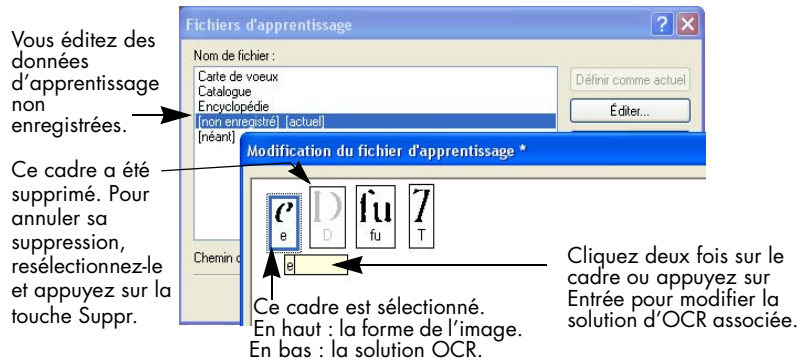 Fichiers d'apprentissage
Vous éditez des
données
d'apprentissage
non
enregistrées.
Nom de fichier :
Carte de voeux
Catalogue
Encyclopédie
[non enregistré] [actuel]
[néant]
Définir comme actuel
Éditer...
Modification du fichier d'apprentissage *
Ce cadre a été
supprimé. Pour
annuler sa
suppression,
resélectionnez-le
et appuyez sur la
touche Suppr.
e D fu 7
e D fu T
e
Chemin
Ce cadre est sélectionné.
En haut : la forme de l'image.
En bas : la solution OCR.
Cliquez deux fois sur le
cadre ou appuyez sur
Entrée pour modifier la
solution d'OCR associée.